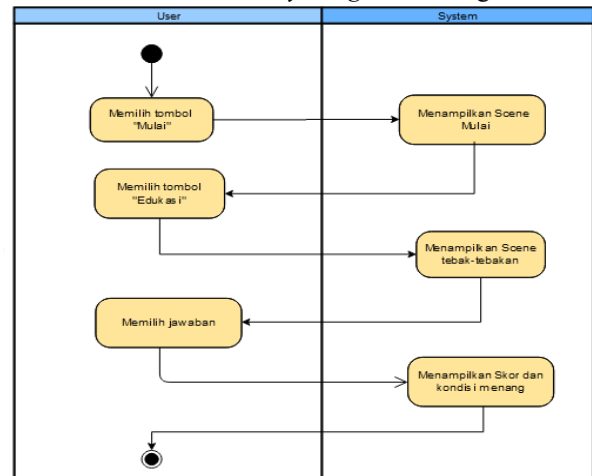 User
System
Memilih tombol
"Mulai"
Menampilkan Scene
Mulai
Memilih tombol
"Edukasi"
Menampilkan Scene
tebak-tebakan
Memilih jawaban
Menampilkan Skor dan
kondisi menang